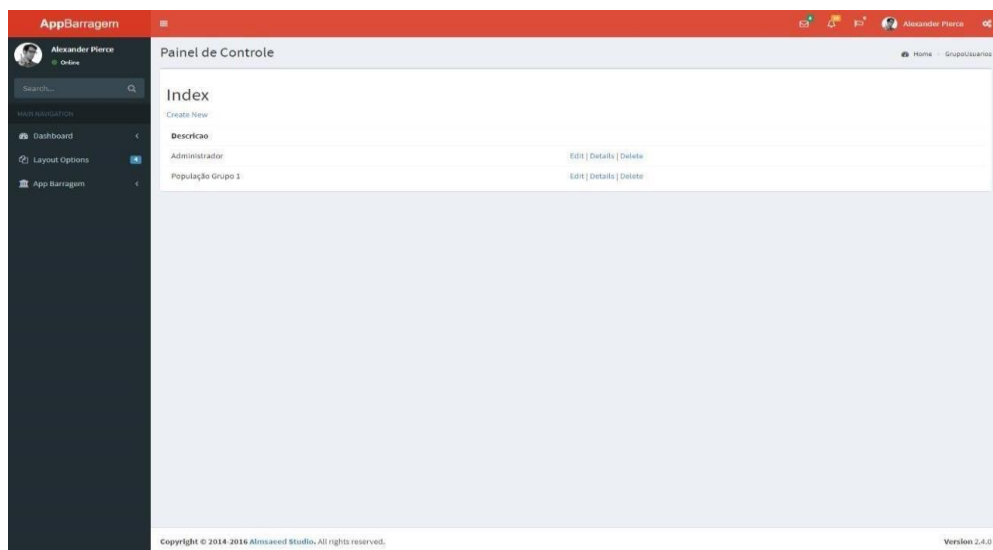 AppBarragem
Alexander Pierce
Alexander Pierce
Online
Painel de Controle
Home
GrupoUsuarios
Search...
MAIN NAVIGATION
Dashboard
Layout Options
4
App Barragem
Index
Create New
Descricao
Administrador
Edit | Details | Delete
População Grupo 1
Edit | Details | Delete
Copyright © 2014-2016 Almsaeed Studio. All rights reserved.
Version 2.4.0